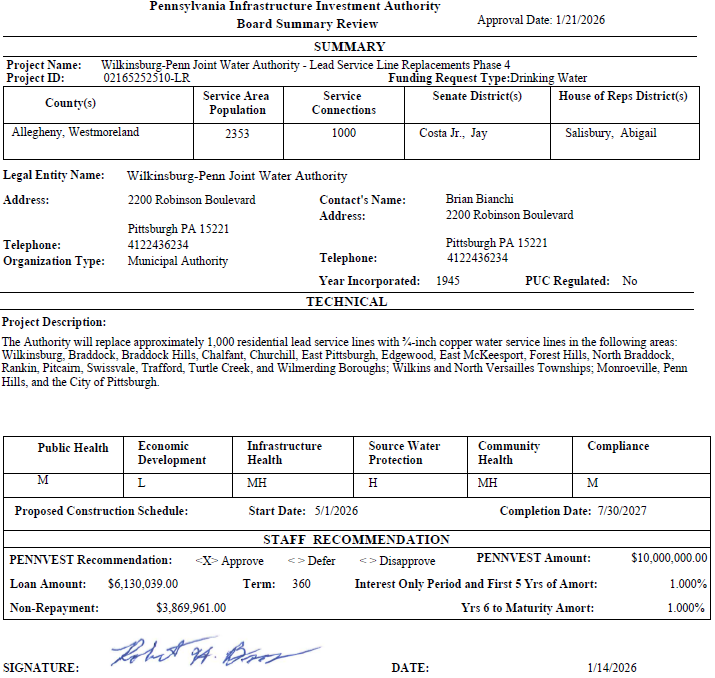 Pennsylvania Infrastructure Investment Authority
Board Summary Review
Approval Date: 1/21/2026
SUMMARY
Project Name: Wilkinsburg-Penn Joint Water Authority - Lead Service Line Replacements Phase 4
Project ID: 02165252510-LR Funding Request Type:Drinking Water
County(s) Service Area Population Service Connections Senate District(s) House of Reps District(s)
Allegheny, Westmoreland 2353 1000 Costa Jr., Jay Salisbury, Abigail
Legal Entity Name: Wilkinsburg-Penn Joint Water Authority
Address: 2200 Robinson Boulevard Contact's Name: Brian Bianchi
Address: 2200 Robinson Boulevard
Pittsburgh PA 15221 Pittsburgh PA 15221
Telephone: 4122436234 Telephone: 4122436234
Organization Type: Municipal Authority
Year Incorporated: 1945 PUC Regulated: No
TECHNICAL
Project Description:
The Authority will replace approximately 1,000 residential lead service lines with ¾-inch copper water service lines in the following areas:
Wilkinsburg, Braddock, Braddock Hills, Chalfant, Churchill, East Pittsburgh, Edgewood, East McKeesport, Forest Hills, North Braddock,
Rankin, Pitcairn, Swissvale, Trafford, Turtle Creek, and Wilmerding Boroughs; Wilkins and North Versailles Townships; Monroeville, Penn
Hills, and the City of Pittsburgh.
Public Health Economic Development Infrastructure Health Source Water Protection Community Health Compliance
M L MH H MH M
Proposed Construction Schedule: Start Date: 5/1/2026 Completion Date: 7/30/2027
STAFF RECOMMENDATION
PENNVEST Recommendation: <X> Approve < > Defer < > Disapprove PENNVEST Amount: $10,000,000.00
Loan Amount: $6,130,039.00 Term: 360 Interest Only Period and First 5 Yrs of Amort: 1.000%
Non-Repayment: $3,869,961.00 Yrs 6 to Maturity Amort: 1.000%
SIGNATURE: Robert H. DATE: 1/14/2026